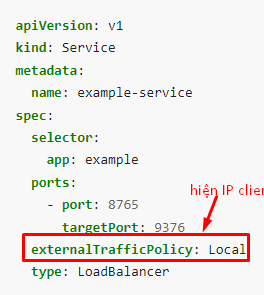 apiVersion: v1
kind: Service
metadata:
  name: example-service
spec:
  selector:
    app: example
  ports:
    - port: 8765
hiện IP clien
      targetPort: 9376
  externalTrafficPolicy: Local
  type: LoadBalancer